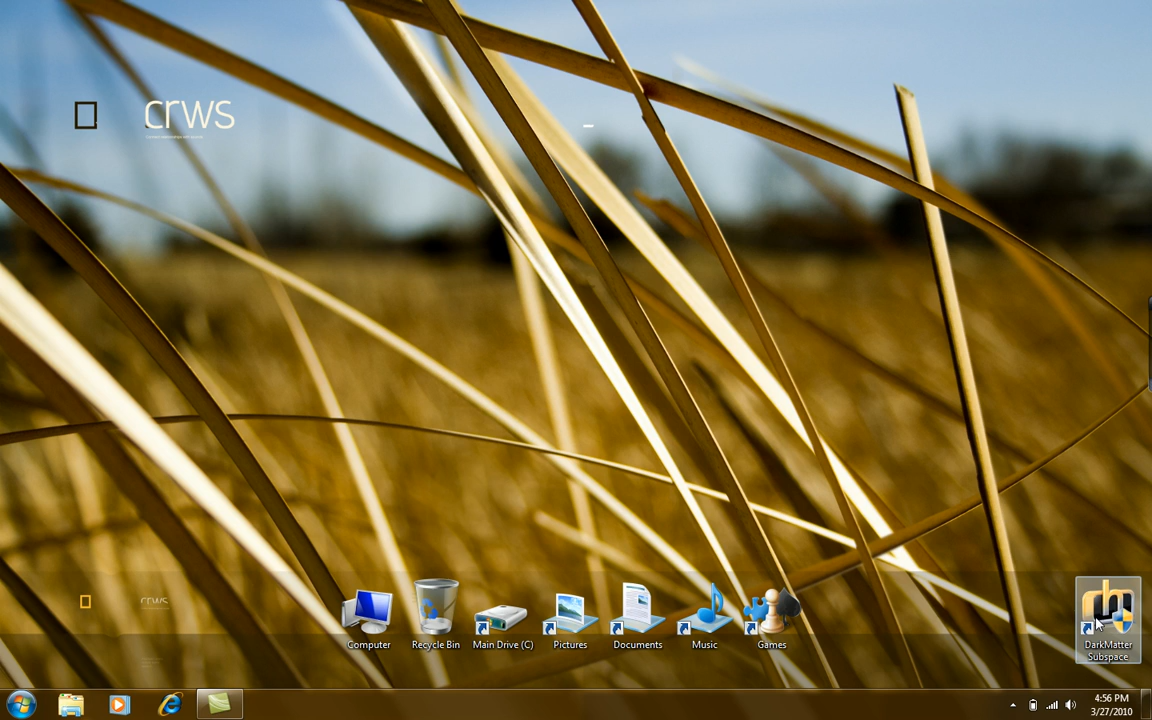 crws
crws
Computer
Recycle Bin
Main Drive (C)
Pictures
Documents
Music
Games
DarkMatter
Subspace
4:56 PM
3/27/2010